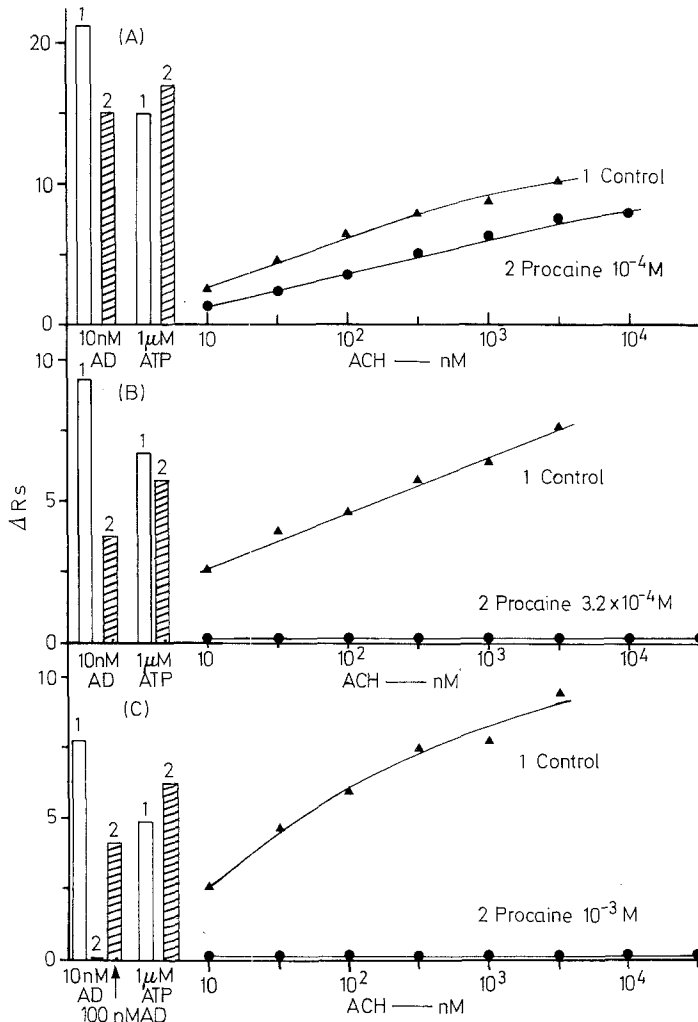 (A)
20
15
10
5
0
1
2
1
2
1 Control
2 Procaine 10⁻⁴M
10nM AD
1μM ATP
10
10²
10³
10⁴
ACH —— nM
(B)
10
5
0
1
2
1
2
1 Control
2 Procaine 3.2×10⁻⁴M
ΔRs
10nM AD
1μM ATP
10
10²
10³
10⁴
ACH —— nM
(C)
10
5
0
1
2
2
1
2
1 Control
2 Procaine 10⁻³M
10nM AD
1μM ATP
100 nMAD
10
10²
10³
10⁴
ACH —— nM